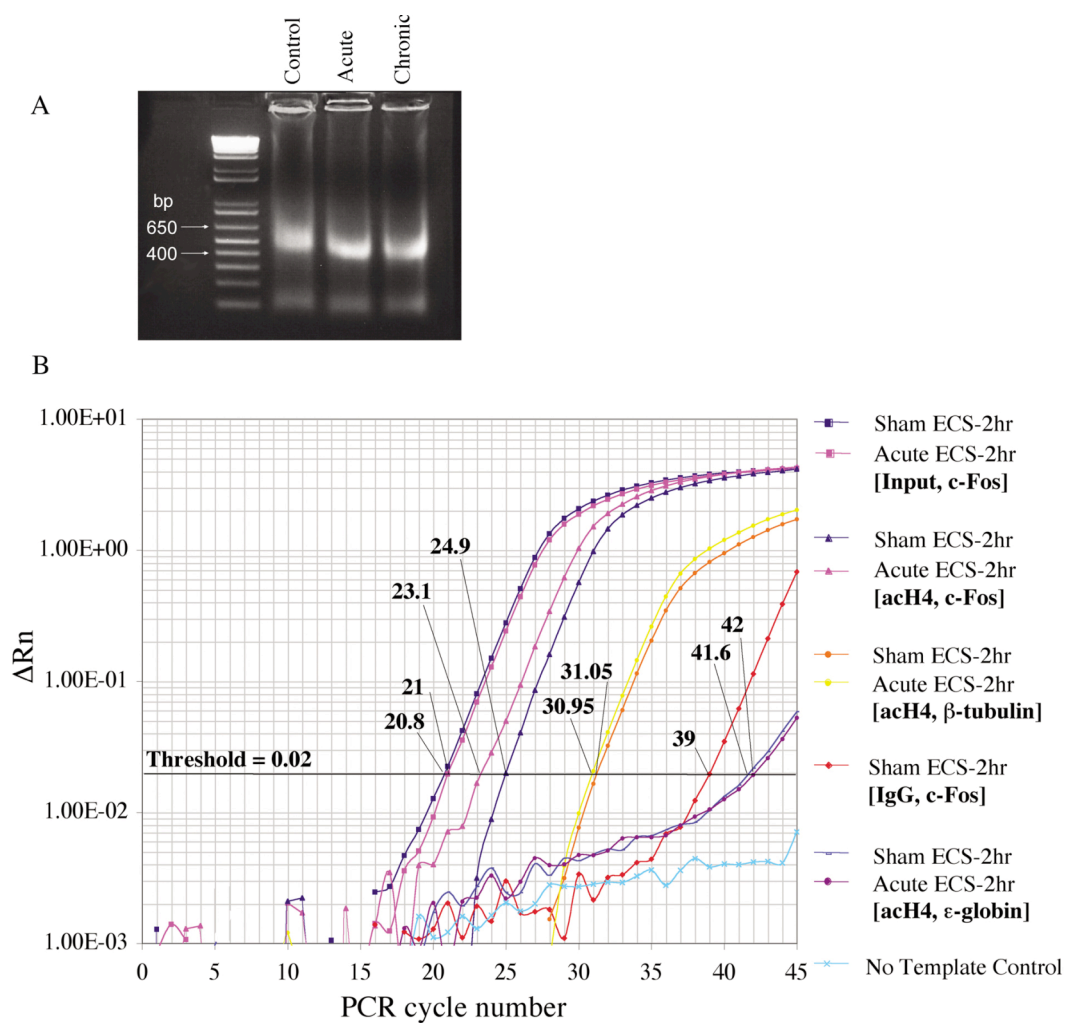 Control
Acute
Chronic
A
bp
650
400
B
1.00E+01
1.00E+00
1.00E-01
1.00E-02
1.00E-03
ΔRn
24.9
23.1
21
20.8
31.05
30.95
42
41.6
39
Threshold = 0.02
0 5 10 15 20 25 30 35 40 45
PCR cycle number
Sham ECS-2hr
Acute ECS-2hr
[Input, c-Fos]
Sham ECS-2hr
Acute ECS-2hr
[acH4, c-Fos]
Sham ECS-2hr
Acute ECS-2hr
[acH4, β-tubulin]
Sham ECS-2hr
[IgG, c-Fos]
Sham ECS-2hr
Acute ECS-2hr
[acH4, ε-globin]
No Template Control